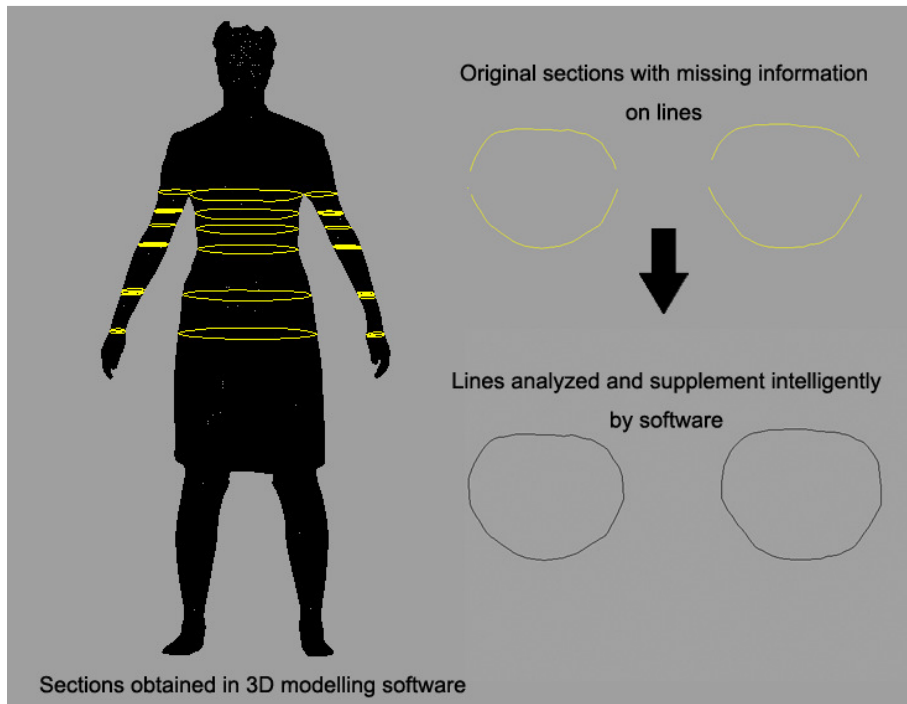 Original sections with missing information
on lines
Lines analyzed and supplement intelligently
by software
Sections obtained in 3D modelling software